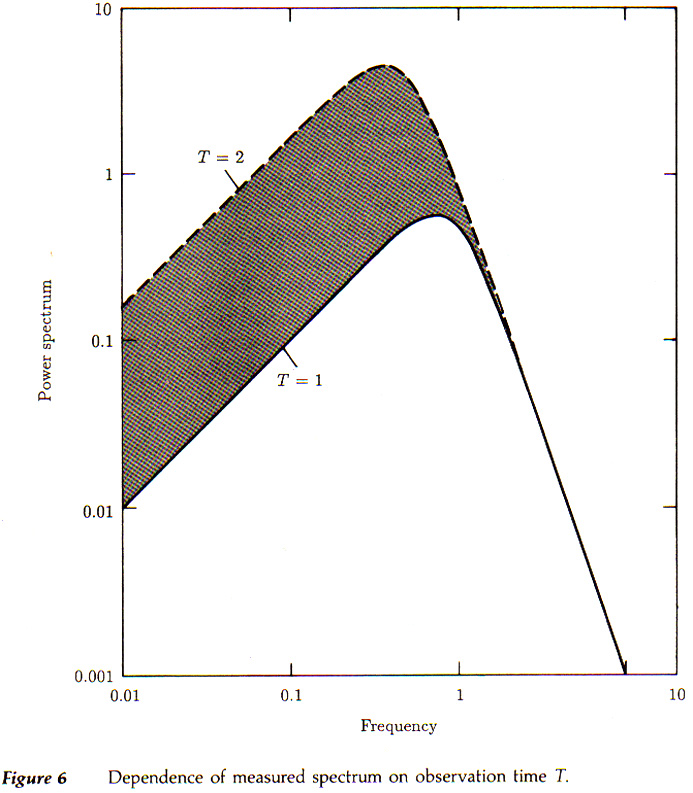 10
T = 2
1
Power spectrum
0.1
T = 1
0.01
0.001
0.01
0.1
1
10
Frequency
Figure 6 Dependence of measured spectrum on observation time T.